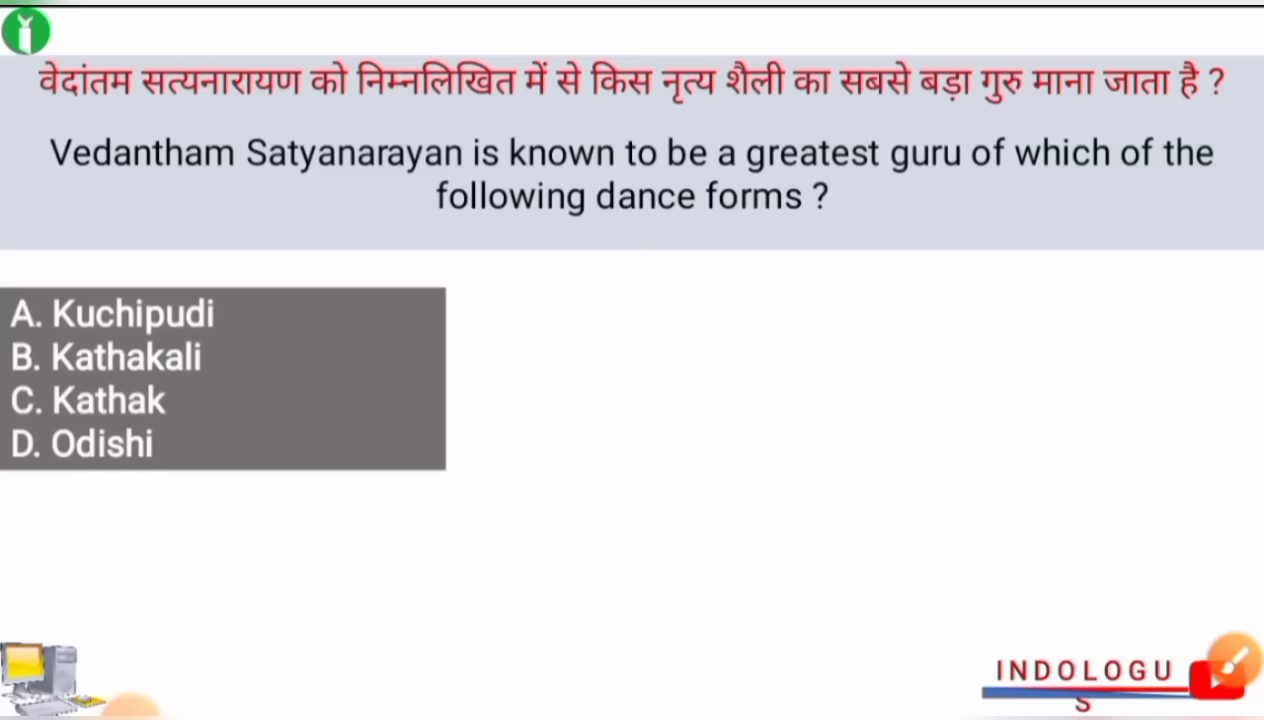 वेदांतम सत्यनारायण को निम्नलिखित में से किस नृत्य शैली का सबसे बड़ा गुरु माना जाता है ?
Vedantham Satyanarayan is known to be a greatest guru of which of the
following dance forms ?
A. Kuchipudi
B. Kathakali
C. Kathak
D. Odishi
INDOLOGU
S